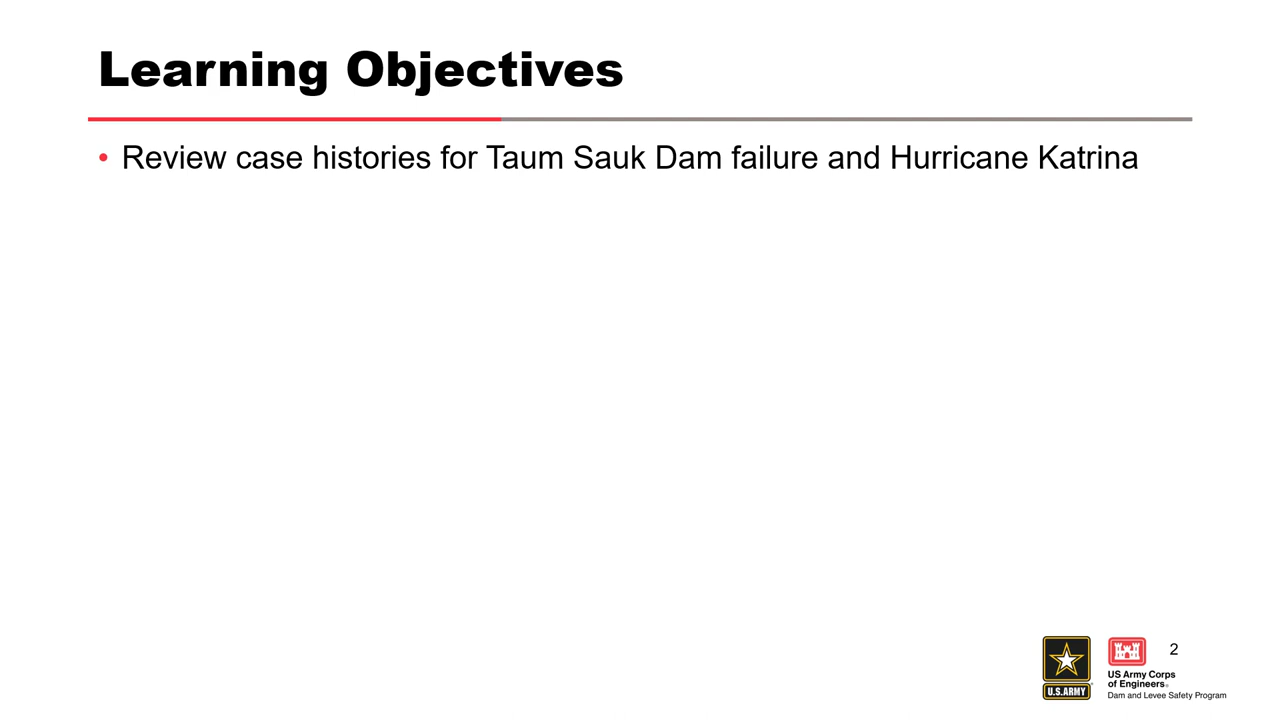 Learning Objectives
• Review case histories for Taum Sauk Dam failure and Hurricane Katrina
2
U.S.ARMY
US Army Corps
of Engineers®
Dam and Levee Safety Program